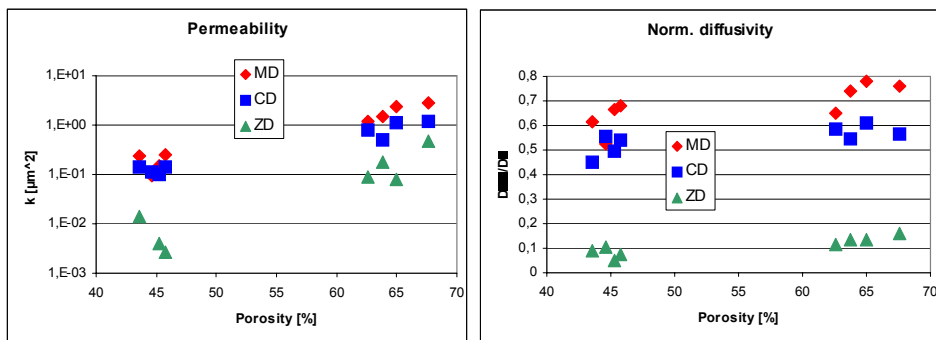 Permeability
1,E+01
1,E+00
1,E-01
1,E-02
1,E-03
k [µm^2]
MD
CD
ZD
40 45 50 55 60 65 70
Porosity [%]
Norm. diffusivity
0,8
0,7
0,6
0,5
0,4
0,3
0,2
0,1
0
MD
CD
ZD
40 45 50 55 60 65 70
Porosity [%]